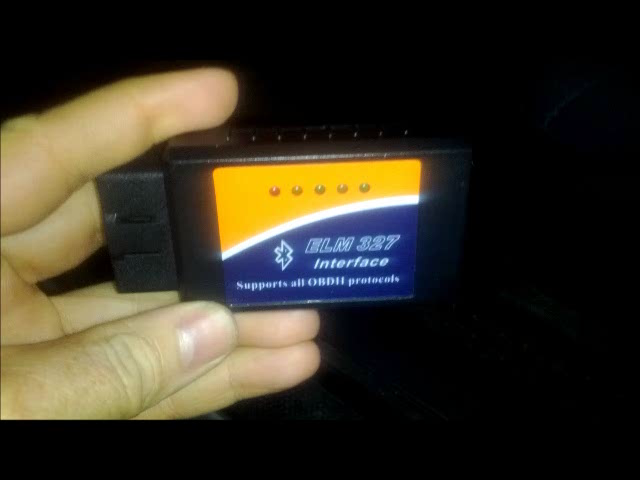 ELM 327
Interface
Supports all OBDII protocols